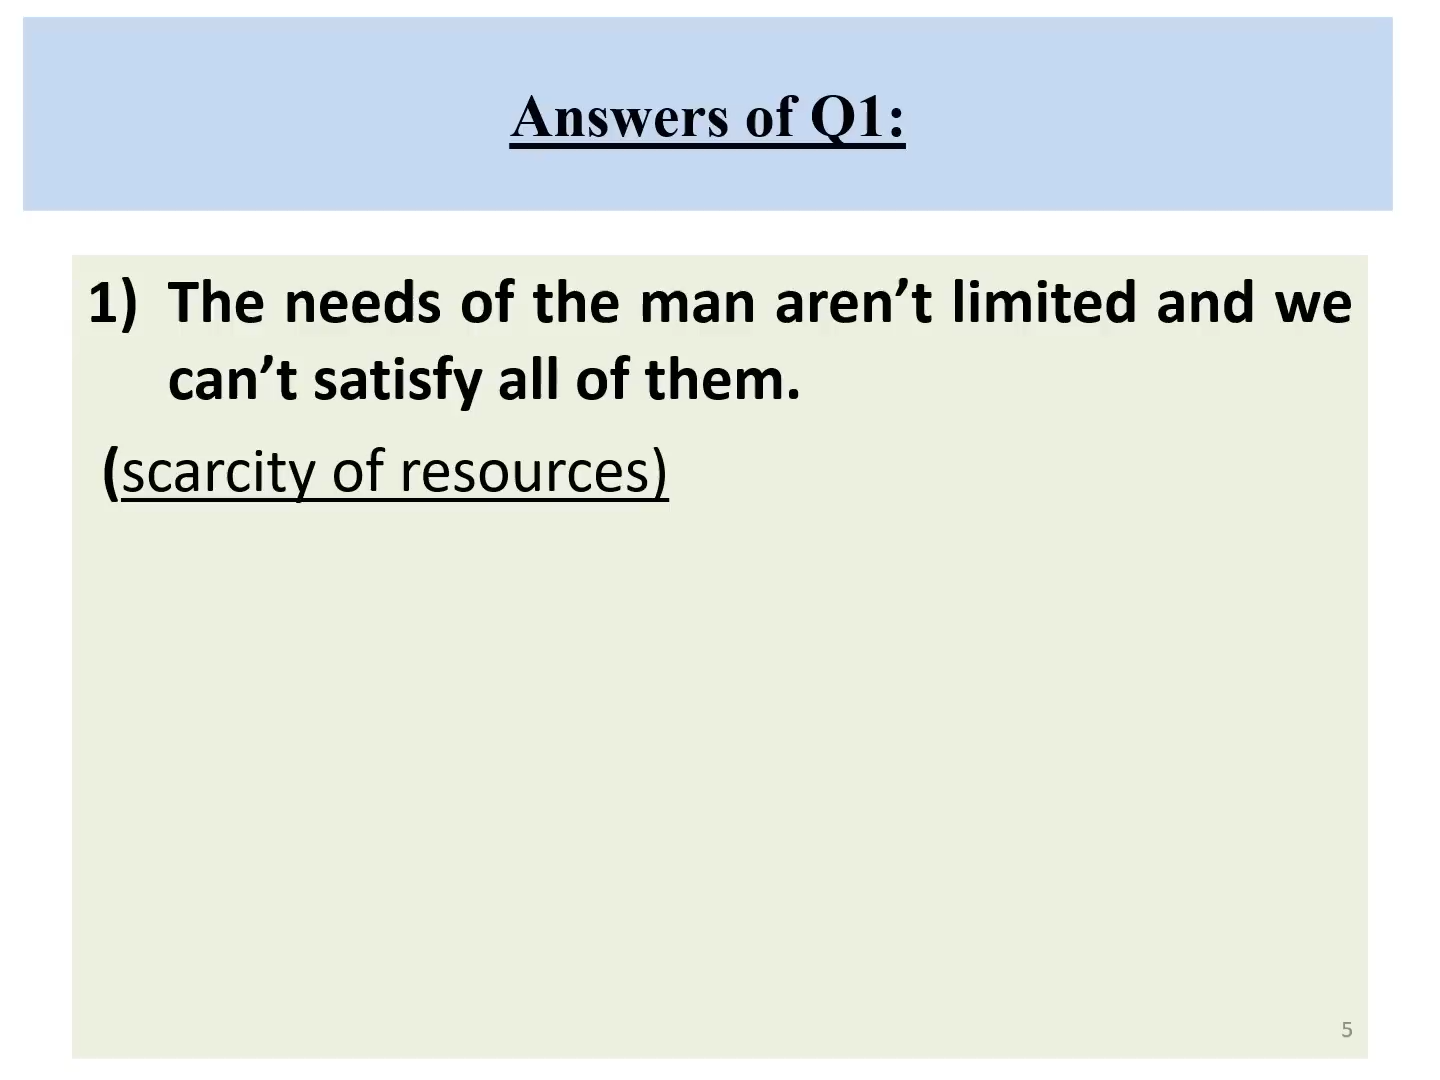 Answers of Q1:
1) The needs of the man aren’t limited and we
can’t satisfy all of them.
(scarcity of resources)
5